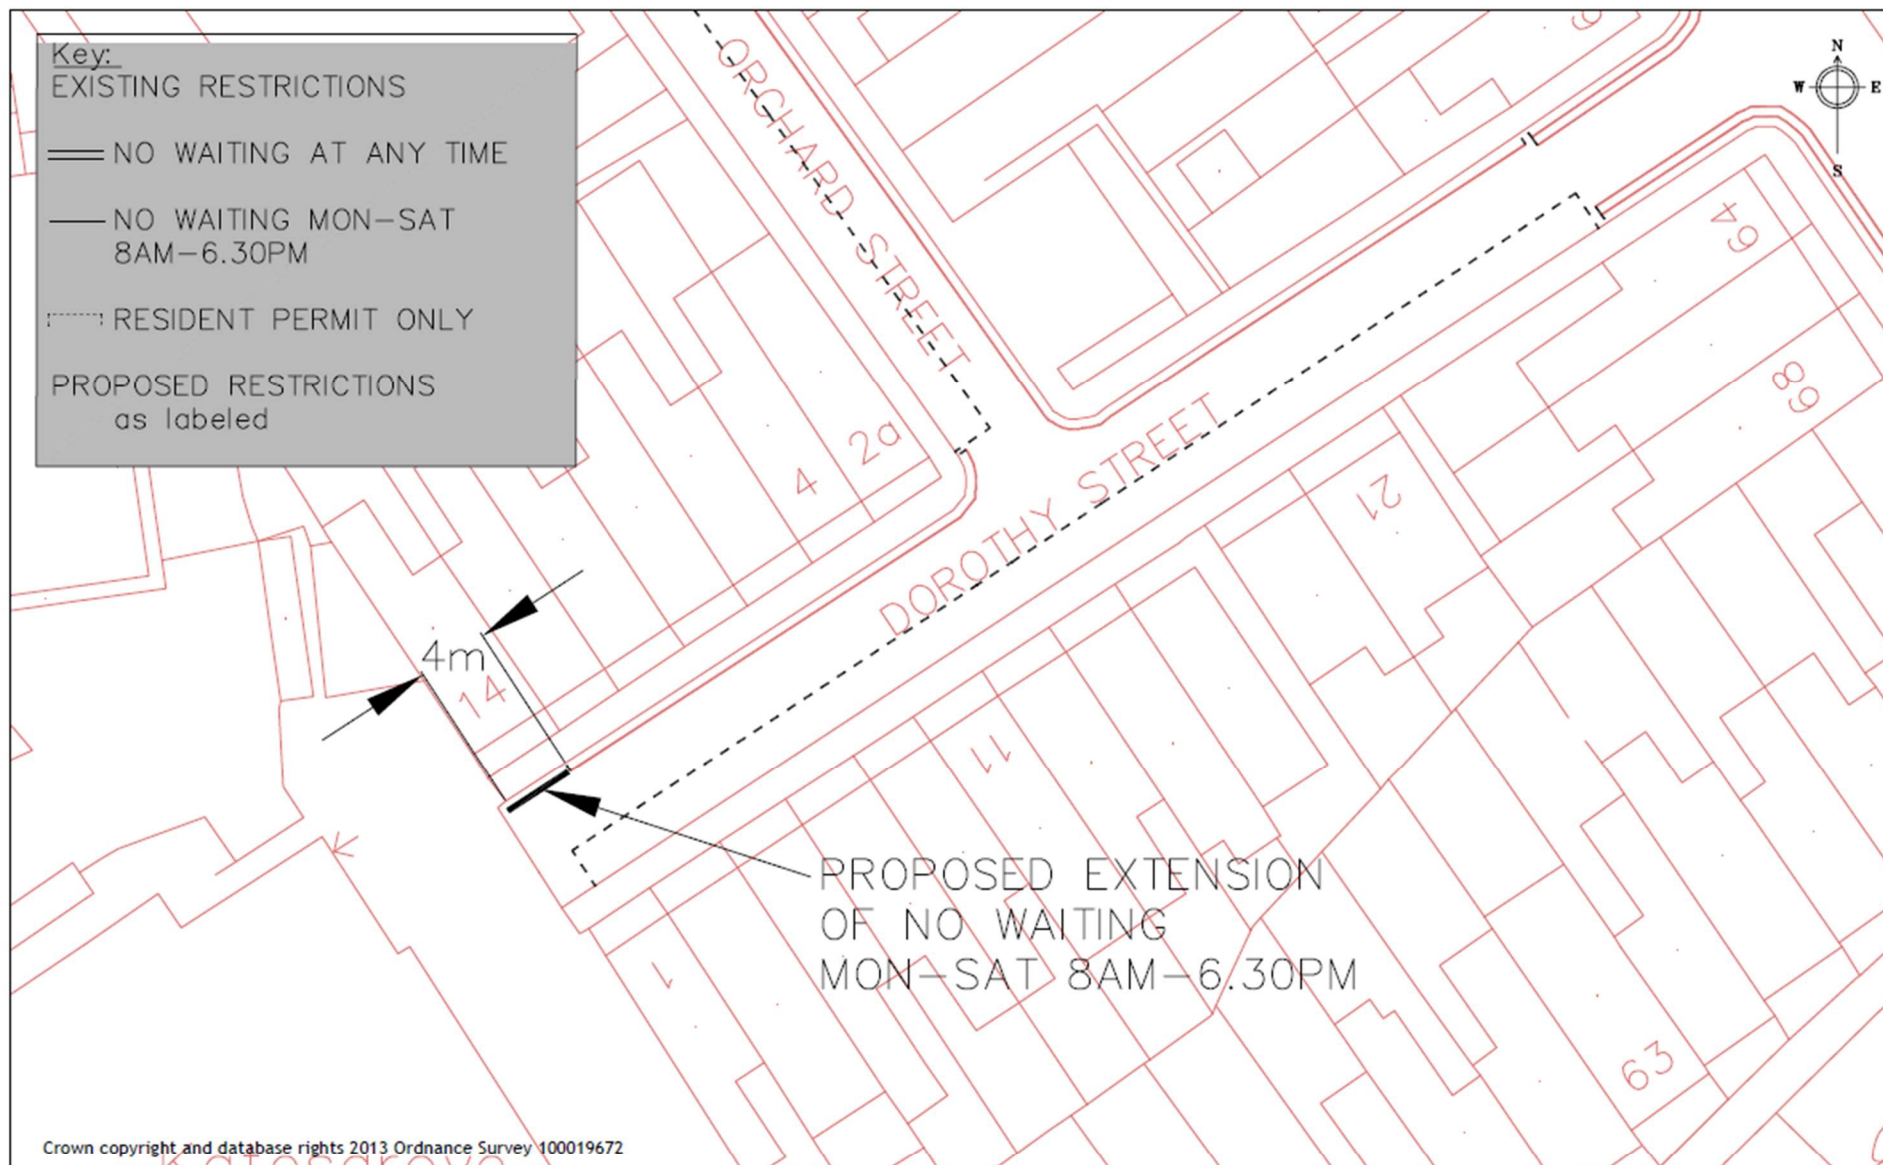 Key:
EXISTING RESTRICTIONS
NO WAITING AT ANY TIME
NO WAITING MON-SAT
8AM-6.30PM
RESIDENT PERMIT ONLY
PROPOSED RESTRICTIONS
as labeled
ORCHARD STREET
N
W
E
S
64
68
2a
4
21
DOROTHY STREET
4m
14
11
PROPOSED EXTENSION
OF NO WAITING
MON-SAT 8AM-6.30PM
1
63
Crown copyright and database rights 2013 Ordnance Survey 100019672